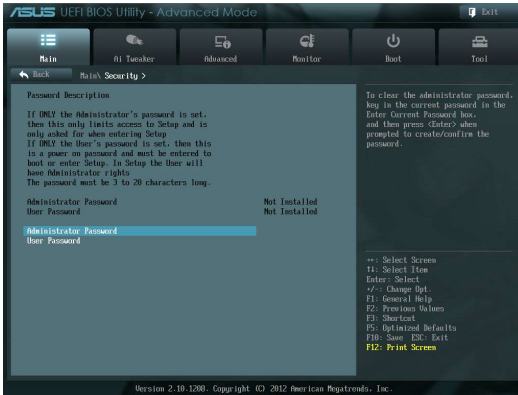 ASUS UEFI BIOS Utility - Advanced Mode
Exit
Main
Ai Tweaker
Advanced
Monitor
Boot
Tool
Back
Main\ Security >
Password Description
If ONLY the Administrator's password is set,
then this only limits access to Setup and is
only asked for when entering Setup
If ONLY the User's password is set, then this
is a power on password and must be entered to
boot or enter Setup. In Setup the User will
have Administrator rights
The password must be 3 to 20 characters long.
Administrator Password Not Installed
User Password Not Installed
Administrator Password
User Password
To clear the administrator password,
key in the current password in the
Enter Current Password box,
and then press <Enter> when
prompted to create/confirm the
password.
→←: Select Screen
↑↓: Select Item
Enter: Select
+/-: Change Opt.
F1: General Help
F2: Previous Values
F3: Shortcut
F5: Optimized Defaults
F10: Save ESC: Exit
F12: Print Screen
Version 2.10.1208. Copyright (C) 2012 American Megatrends, Inc.